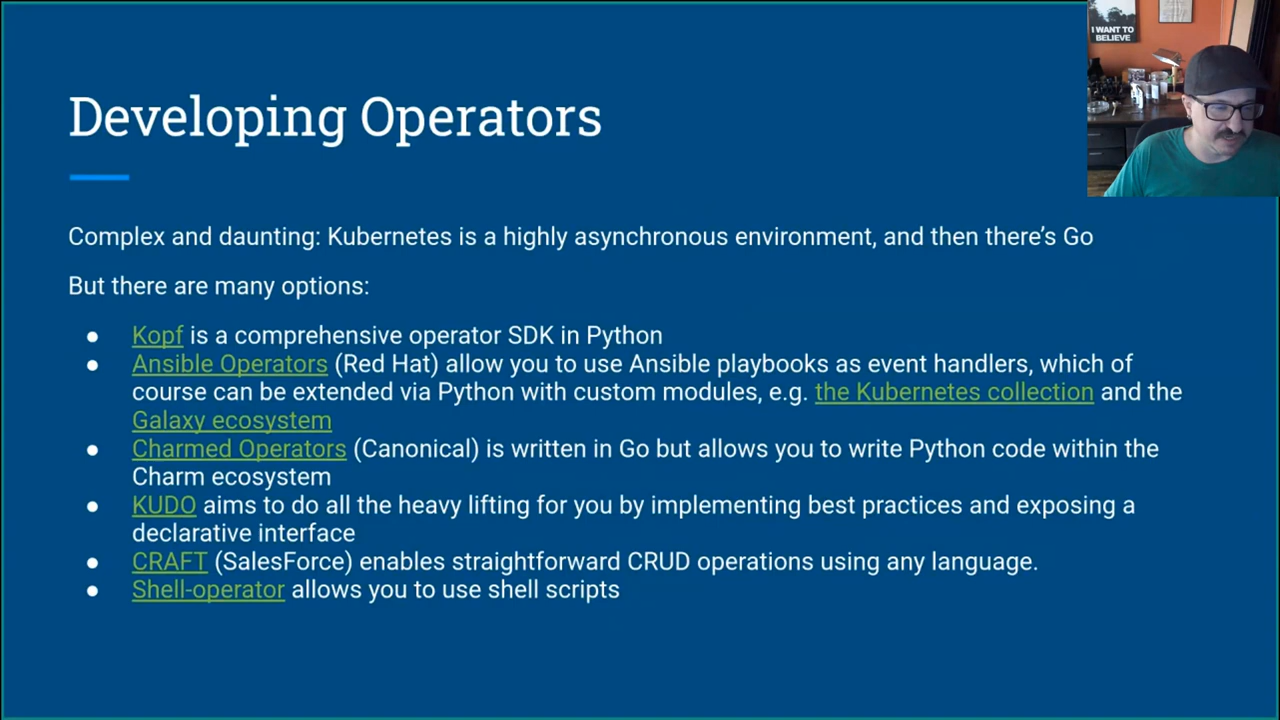 I WANT TO
BELIEVE
Developing Operators
Complex and daunting: Kubernetes is a highly asynchronous environment, and then there’s Go
But there are many options:
● Kopf is a comprehensive operator SDK in Python
● Ansible Operators (Red Hat) allow you to use Ansible playbooks as event handlers, which of
course can be extended via Python with custom modules, e.g. the Kubernetes collection and the
Galaxy ecosystem
● Charmed Operators (Canonical) is written in Go but allows you to write Python code within the
Charm ecosystem
● KUDO aims to do all the heavy lifting for you by implementing best practices and exposing a
declarative interface
● CRAFT (SalesForce) enables straightforward CRUD operations using any language.
● Shell-operator allows you to use shell scripts